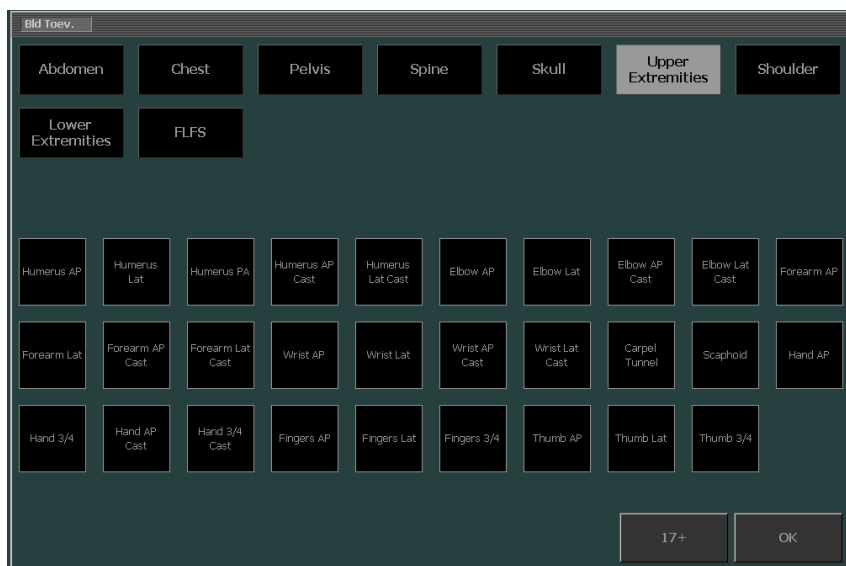 Bld Toev.
Abdomen
Chest
Pelvis
Spine
Skull
Upper
Extremities
Shoulder
Lower
Extremities
FLFS
Humerus AP
Humerus
Lat
Humerus PA
Humerus AP
Cast
Humerus
Lat Cast
Elbow AP
Elbow Lat
Elbow AP
Cast
Elbow Lat
Cast
Forearm AP
Forearm Lat
Forearm AP
Cast
Forearm Lat
Cast
Wrist AP
Wrist Lat
Wrist AP
Cast
Wrist Lat
Cast
Carpel
Tunnel
Scaphoid
Hand AP
Hand 3/4
Hand AP
Cast
Hand 3/4
Cast
Fingers AP
Fingers Lat
Fingers 3/4
Thumb AP
Thumb Lat
Thumb 3/4
17+
OK